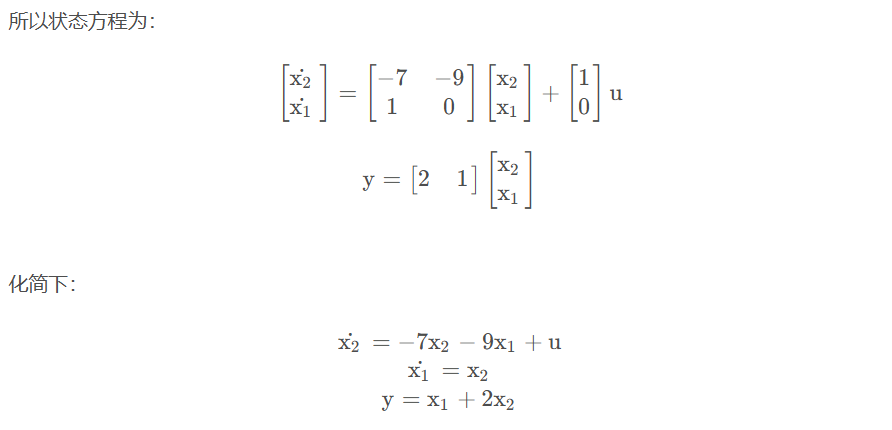 所以状态方程为：
[ẋ2 ẋ1] = [−7 −9; 1 0] [x2 x1] + [1 0] u
y = [2 1] [x2 x1]
化简下：
ẋ2 = −7x2 − 9x1 + u
ẋ1 = x2
y = x1 + 2x2